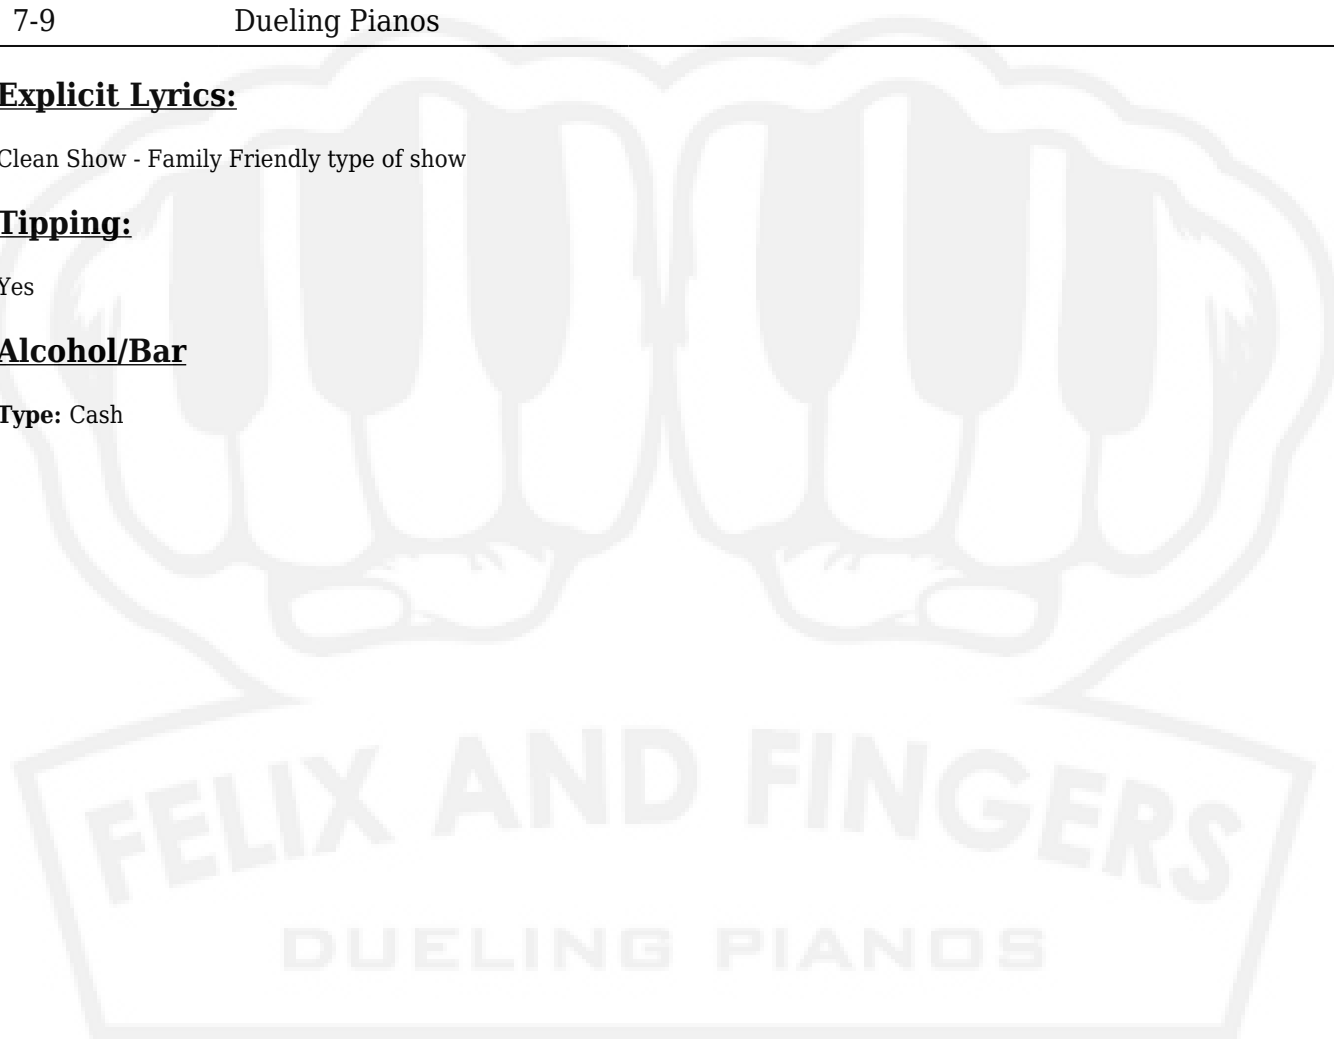 7-9 Dueling Pianos
Explicit Lyrics:
Clean Show - Family Friendly type of show
Tipping:
Yes
Alcohol/Bar
Type: Cash
FELIX AND FINGERS
DUELING PIANOS